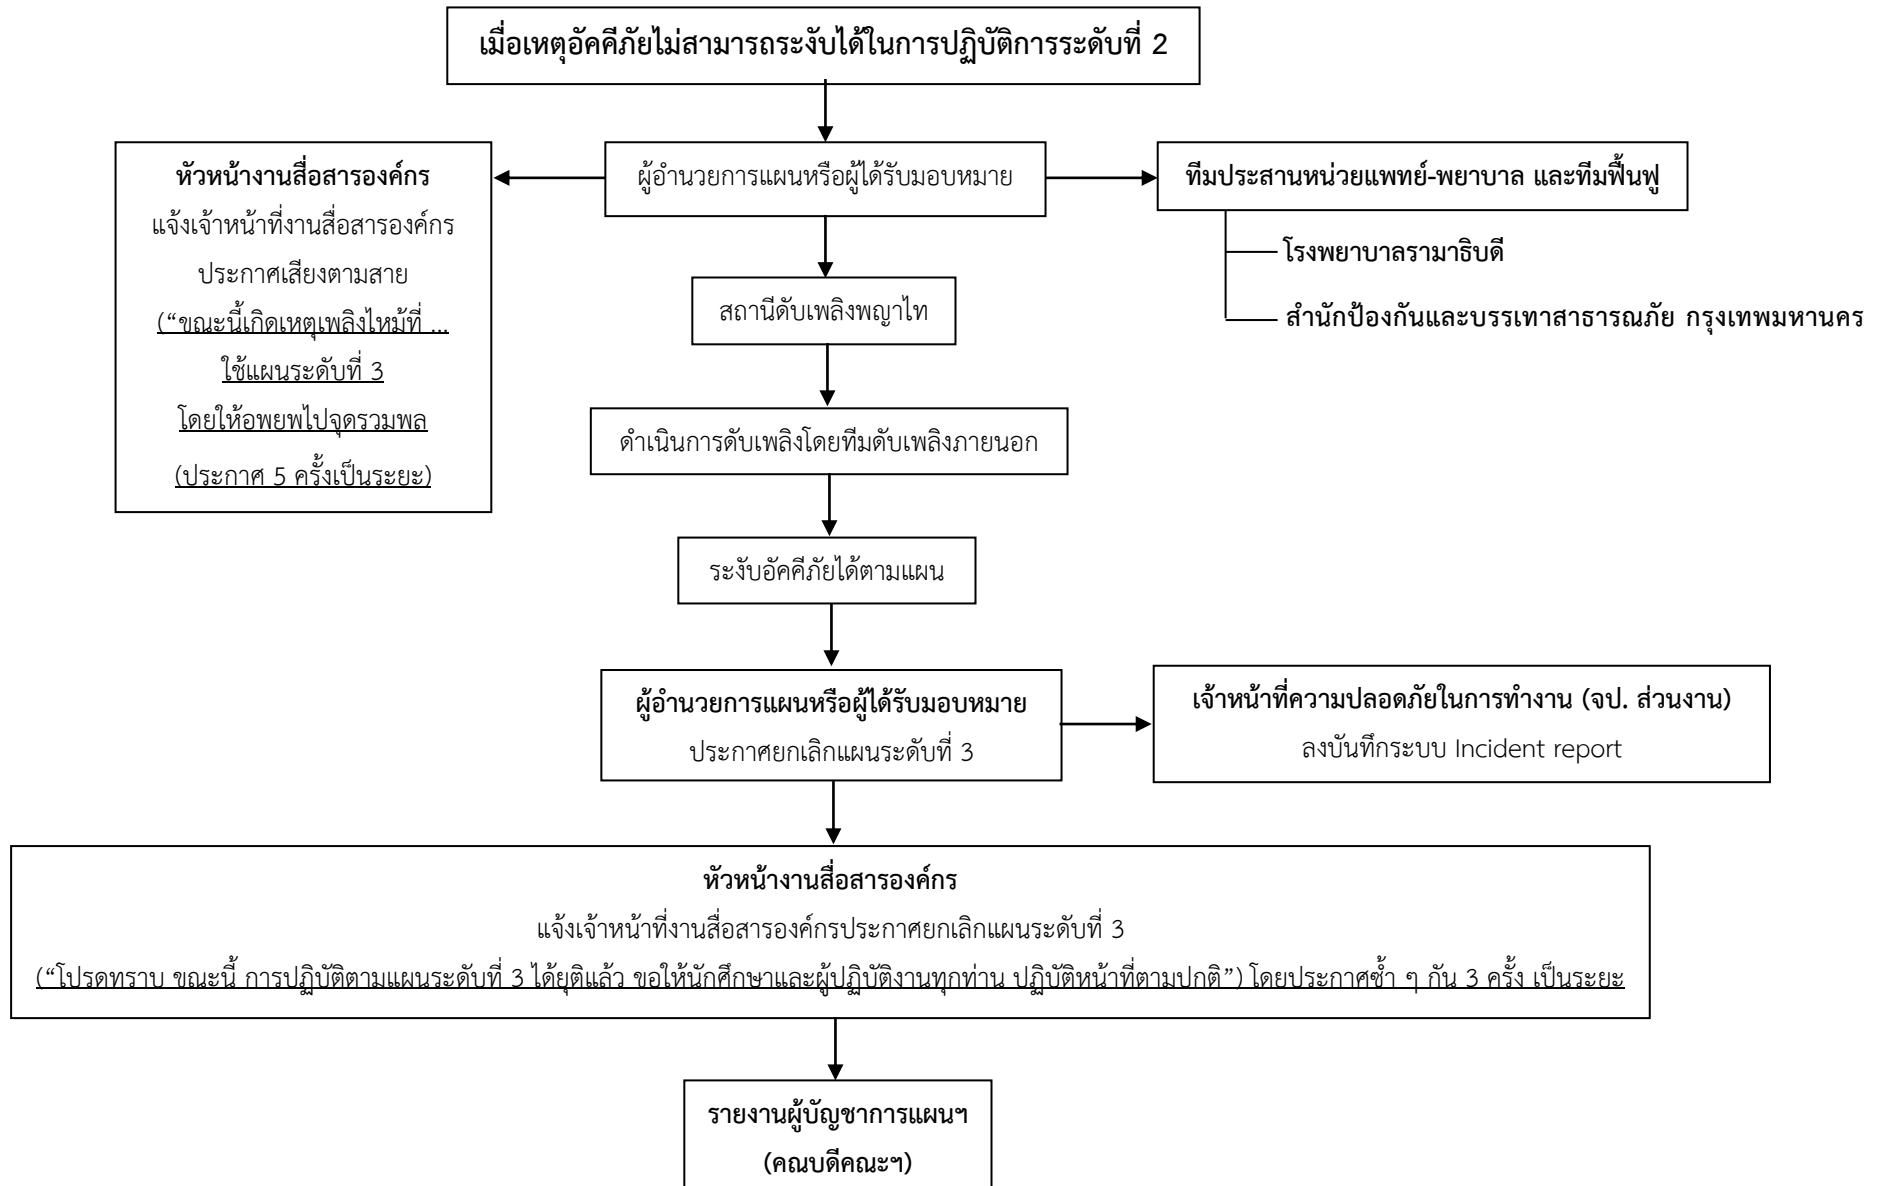 เมื่อเหตุอัคคีภัยไม่สามารถระงับได้ในการปฏิบัติการระดับที่ 2
หัวหน้างานสื่อสารองค์กร
แจ้งเจ้าหน้าที่งานสื่อสารองค์กร
ประกาศเสียงตามสาย
(“ขณะนี้เกิดเหตุเพลิงไหม้ที่ ...
ใช้แผนระดับที่ 3
โดยให้อพยพไปจุดรวมพล
(ประกาศ 5 ครั้งเป็นระยะ)
ผู้อำนวยการแผนหรือผู้ได้รับมอบหมาย
ทีมประสานหน่วยแพทย์-พยาบาล และทีมฟื้นฟู
โรงพยาบาลรามาธิบดี
สำนักป้องกันและบรรเทาสาธารณภัย กรุงเทพมหานคร
สถานีดับเพลิงพญาไท
ดำเนินการดับเพลิงโดยทีมดับเพลิงภายนอก
ระงับอัคคีภัยได้ตามแผน
ผู้อำนวยการแผนหรือผู้ได้รับมอบหมาย
ประกาศยกเลิกแผนระดับที่ 3
เจ้าหน้าที่ความปลอดภัยในการทำงาน (จป. ส่วนงาน)
ลงบันทึกระบบ Incident report
หัวหน้างานสื่อสารองค์กร
แจ้งเจ้าหน้าที่งานสื่อสารองค์กรประกาศยกเลิกแผนระดับที่ 3
(“โปรดทราบ ขณะนี้ การปฏิบัติตามแผนระดับที่ 3 ได้ยุติแล้ว ขอให้นักศึกษาและผู้ปฏิบัติงานทุกท่าน ปฏิบัติหน้าที่ตามปกติ”) โดยประกาศซ้ำ ๆ กัน 3 ครั้ง เป็นระยะ
รายงานผู้บัญชาการแผนฯ
(คณบดีคณะฯ)